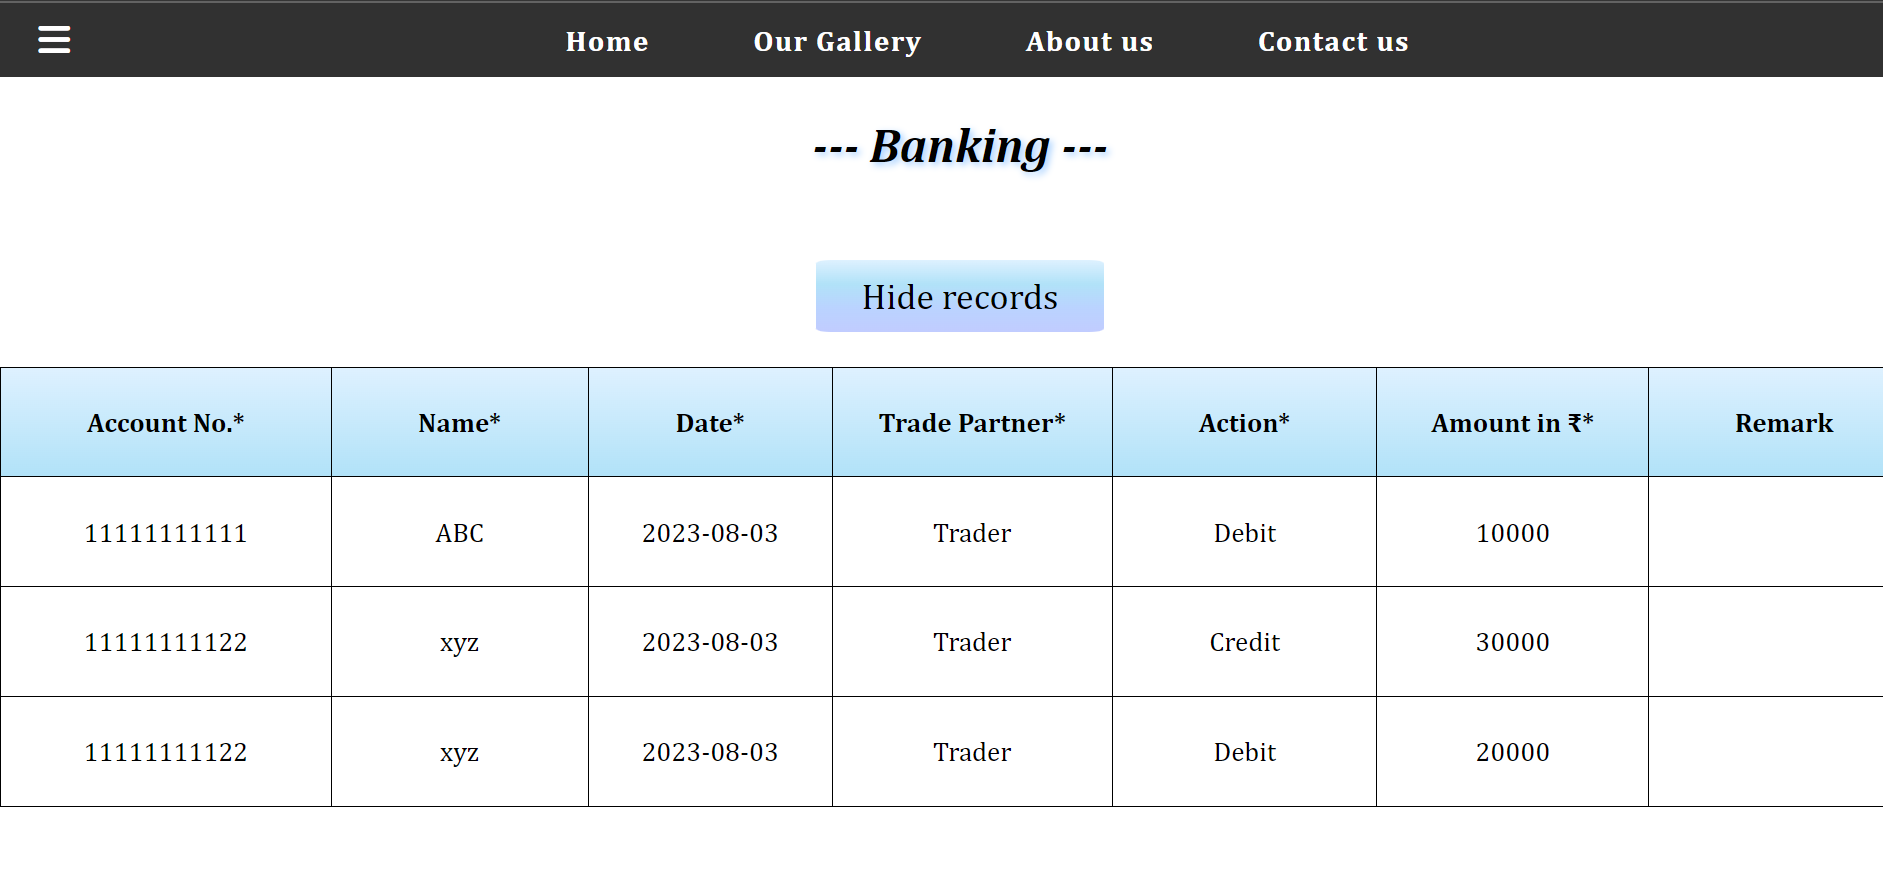 Home Our Gallery About us Contact us
--- Banking ---
Hide records
Account No.* Name* Date* Trade Partner* Action* Amount in ₹* Remark
11111111111 ABC 2023-08-03 Trader Debit 10000
11111111122 xyz 2023-08-03 Trader Credit 30000
11111111122 xyz 2023-08-03 Trader Debit 20000